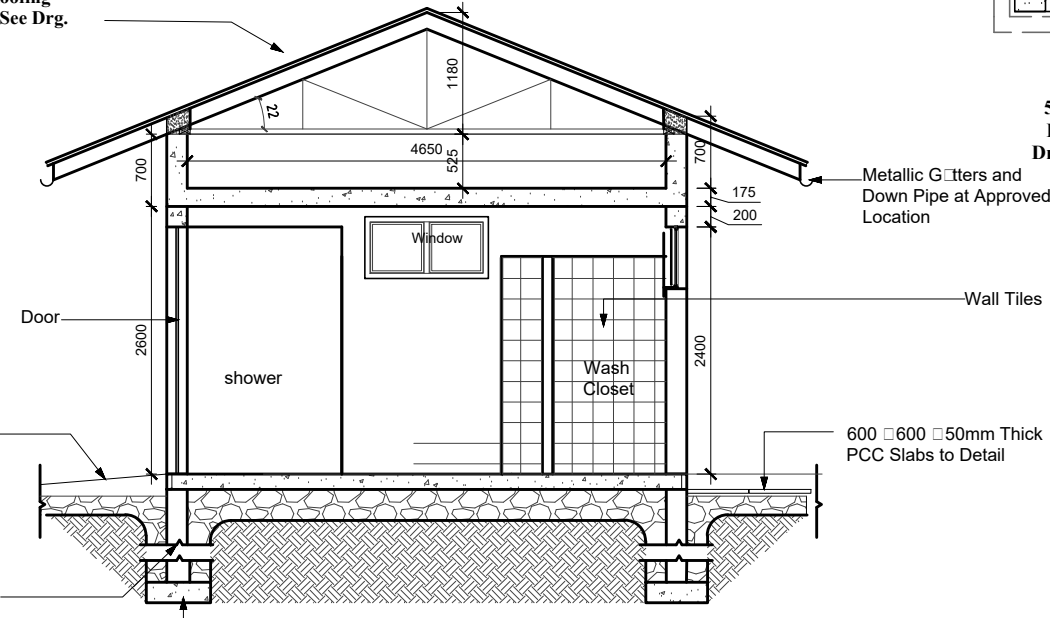 See Drg.
1180
22
4650
525
700
700
175
200
Metallic G□tters and
Down Pipe at Approved
Location
Window
Door
Wall Tiles
2600
2400
shower
Wash
Closet
600 □600 □50mm Thick
PCC Slabs to Detail